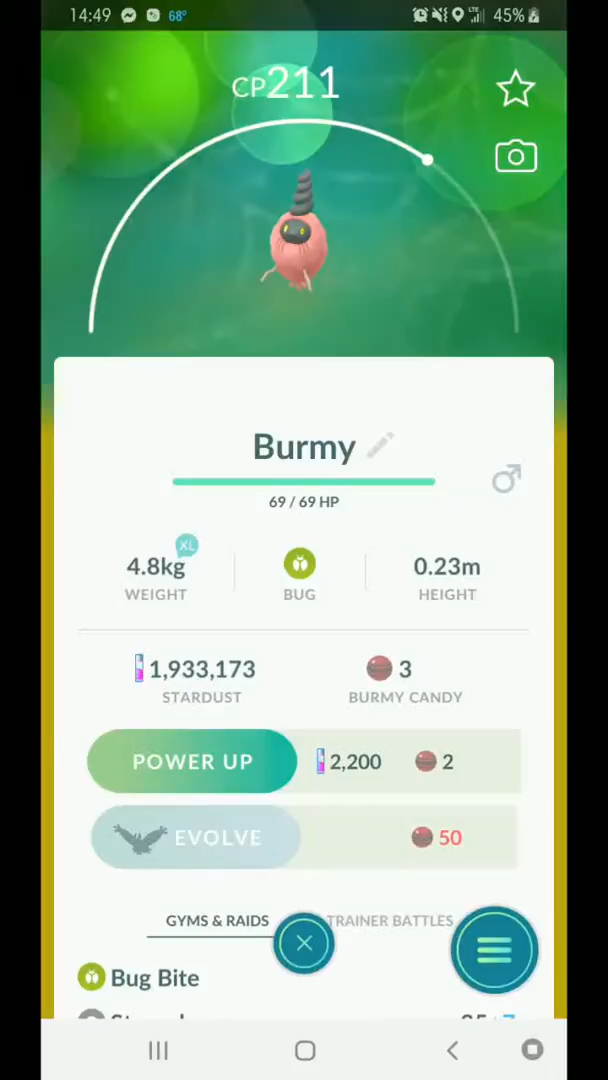 14:49 68° LTE 45%
CP211
Burmy
69 / 69 HP
XL
4.8kg 0.23m
WEIGHT BUG HEIGHT
1,933,173 3
STARDUST BURMY CANDY
POWER UP 2,200 2
EVOLVE 50
GYMS & RAIDS TRAINER BATTLES
Bug Bite